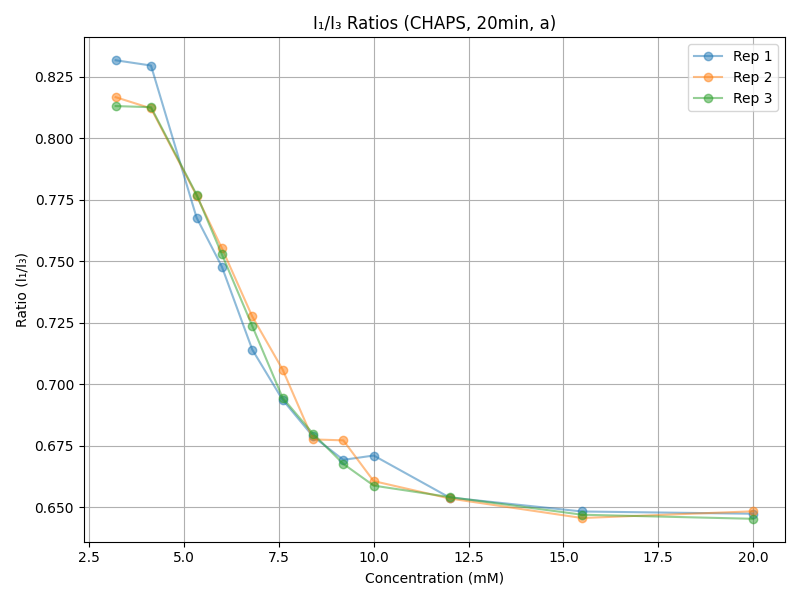 I₁/I₃ Ratios (CHAPS, 20min, a)
Rep 1
Rep 2
Rep 3
0.825
0.800
0.775
0.750
0.725
0.700
0.675
0.650
Ratio (I₁/I₃)
2.5 5.0 7.5 10.0 12.5 15.0 17.5 20.0
Concentration (mM)